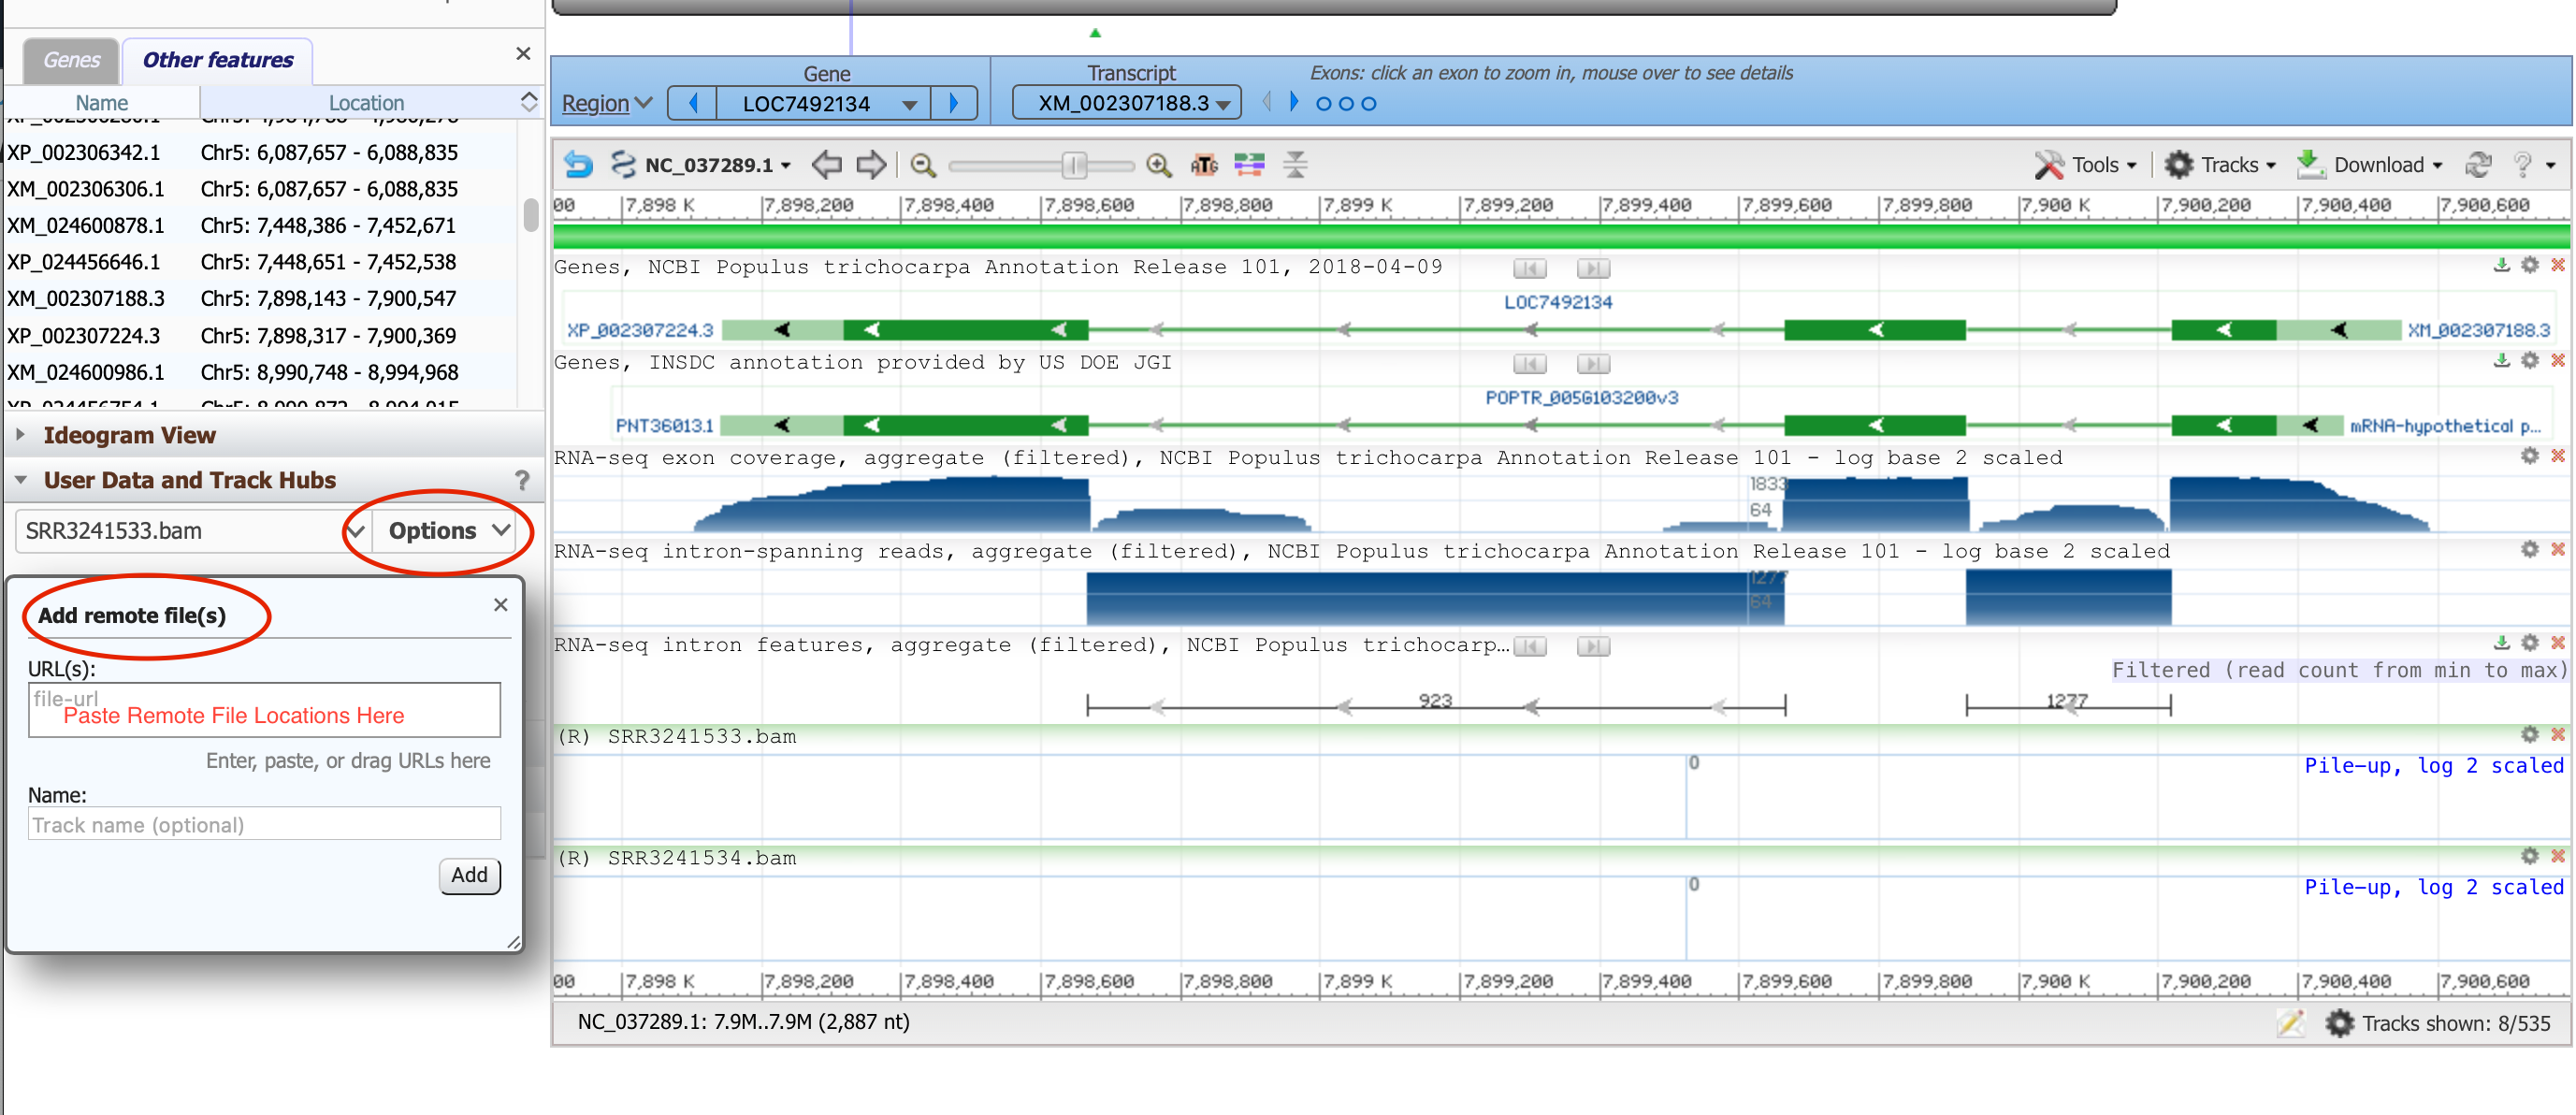 Genes Other features
Name Location
XP_002306342.1 Chr5: 6,087,657 - 6,088,835
XM_002306306.1 Chr5: 6,087,657 - 6,088,835
XM_024600878.1 Chr5: 7,448,386 - 7,452,671
XP_024456646.1 Chr5: 7,448,651 - 7,452,538
XM_002307188.3 Chr5: 7,898,143 - 7,900,547
XP_002307224.3 Chr5: 7,898,317 - 7,900,369
XM_024600986.1 Chr5: 8,990,748 - 8,994,968
Ideogram View
User Data and Track Hubs ?
SRR3241533.bam Options
Add remote file(s)
URL(s):
file-url
Paste Remote File Locations Here
Enter, paste, or drag URLs here
Name:
Track name (optional)
Add
Gene Transcript Exons: click an exon to zoom in, mouse over to see details
Region LOC7492134 XM_002307188.3
NC_037289.1 ATG Tools Tracks Download ?
00 7,898 K 7,898,200 7,898,400 7,898,600 7,898,800 7,899 K 7,899,200 7,899,400 7,899,600 7,899,800 7,900 K 7,900,200 7,900,400 7,900,600
Genes, NCBI Populus trichocarpa Annotation Release 101, 2018-04-09
LOC7492134
XP_002307224.3 XM_002307188.3
Genes, INSDC annotation provided by US DOE JGI
POPTR_005G103200v3
PNT36013.1 mRNA-hypothetical p...
RNA-seq exon coverage, aggregate (filtered), NCBI Populus trichocarpa Annotation Release 101 - log base 2 scaled
1833
64
RNA-seq intron-spanning reads, aggregate (filtered), NCBI Populus trichocarpa Annotation Release 101 - log base 2 scaled
1277
64
RNA-seq intron features, aggregate (filtered), NCBI Populus trichocarp...
Filtered (read count from min to max)
923 1277
(R) SRR3241533.bam
0 Pile-up, log 2 scaled
(R) SRR3241534.bam
0 Pile-up, log 2 scaled
00 7,898 K 7,898,200 7,898,400 7,898,600 7,898,800 7,899 K 7,899,200 7,899,400 7,899,600 7,899,800 7,900 K 7,900,200 7,900,400 7,900,600
NC_037289.1: 7.9M..7.9M (2,887 nt) Tracks shown: 8/535